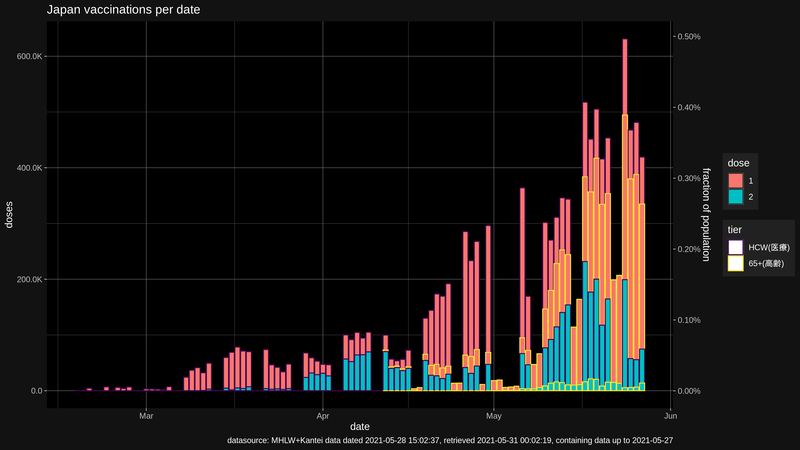 Japan vaccinations per date
doses
600.0K
400.0K
200.0K
0.0
0.50%
0.40%
0.30%
0.20%
0.10%
0.00%
fraction of population
Mar
Apr
May
Jun
date
dose
1
2
tier
HCW(医療)
65+(高齢)
datasource: MHLW+Kantei data dated 2021-05-28 15:02:37, retrieved 2021-05-31 00:02:19, containing data up to 2021-05-27